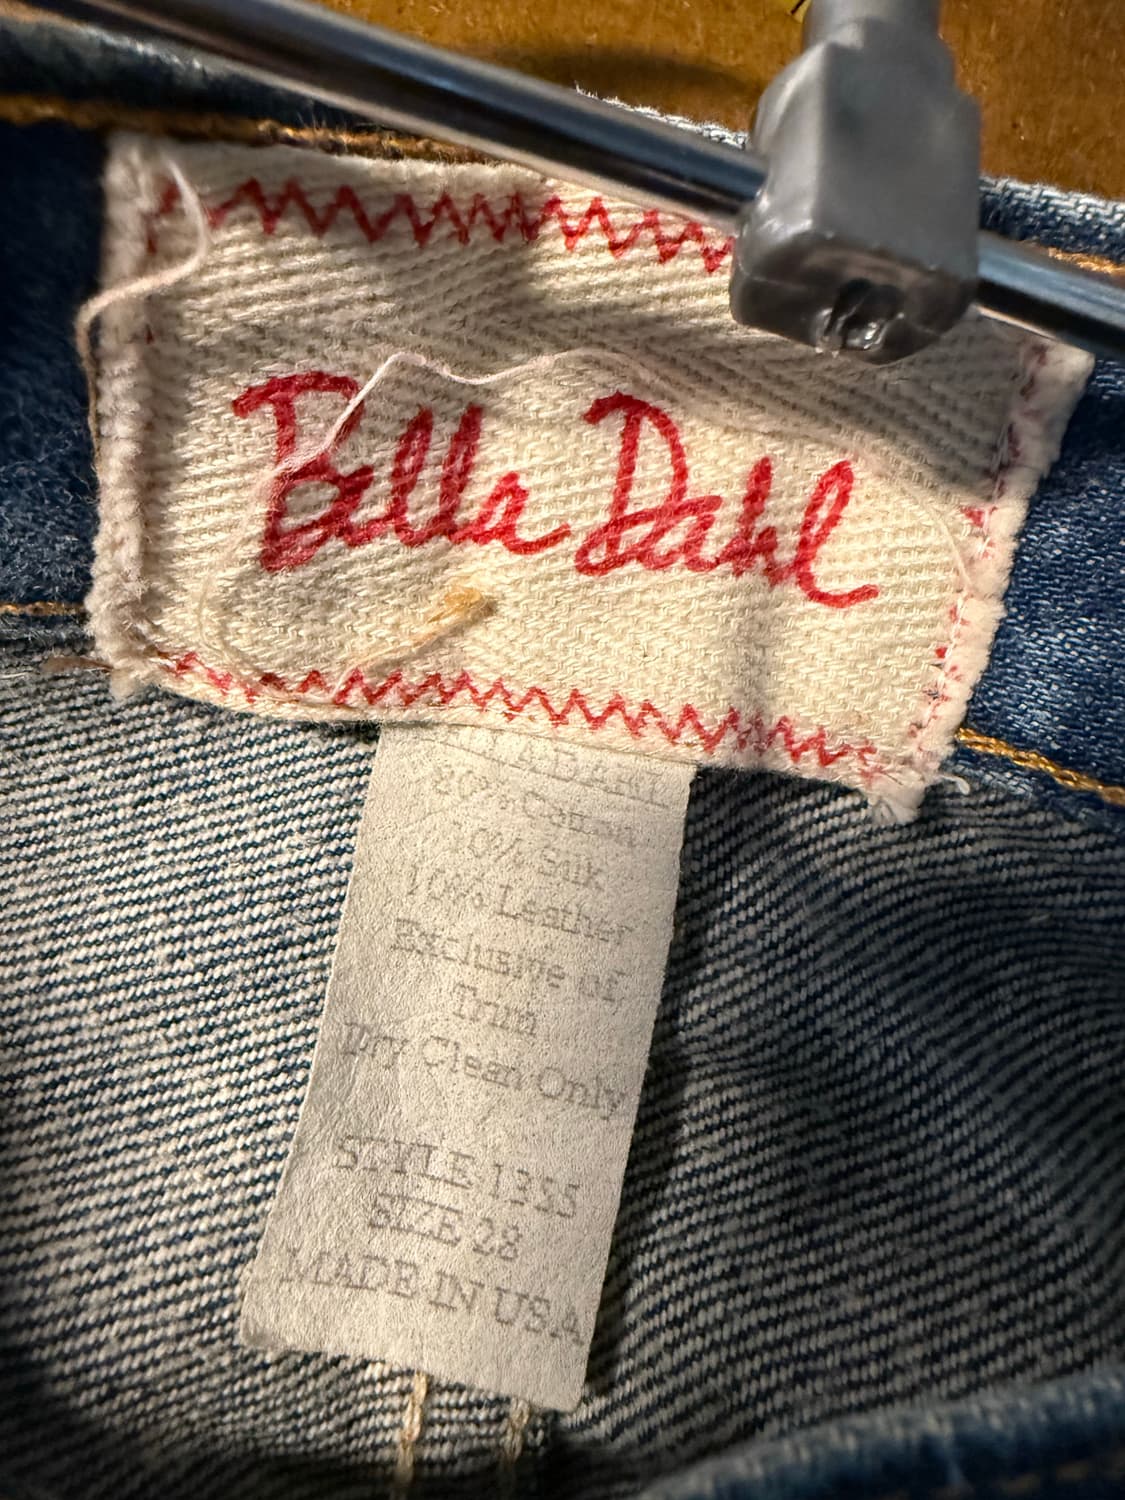 Bella Dahl
BELLADAHL
80% Cotton
10% Silk
10% Leather
Exclusive of
Trim
Dry Clean Only
STYLE 1355
SIZE 28
MADE IN USA